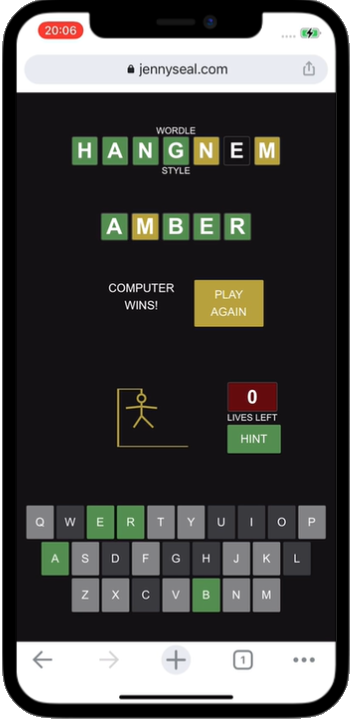 20:06
jennyseal.com
WORDLE
HANGNEM
STYLE
AMBER
COMPUTER
WINS!
PLAY
AGAIN
0
LIVES LEFT
HINT
Q W E R T Y U I O P
A S D F G H J K L
Z X C V B N M
1